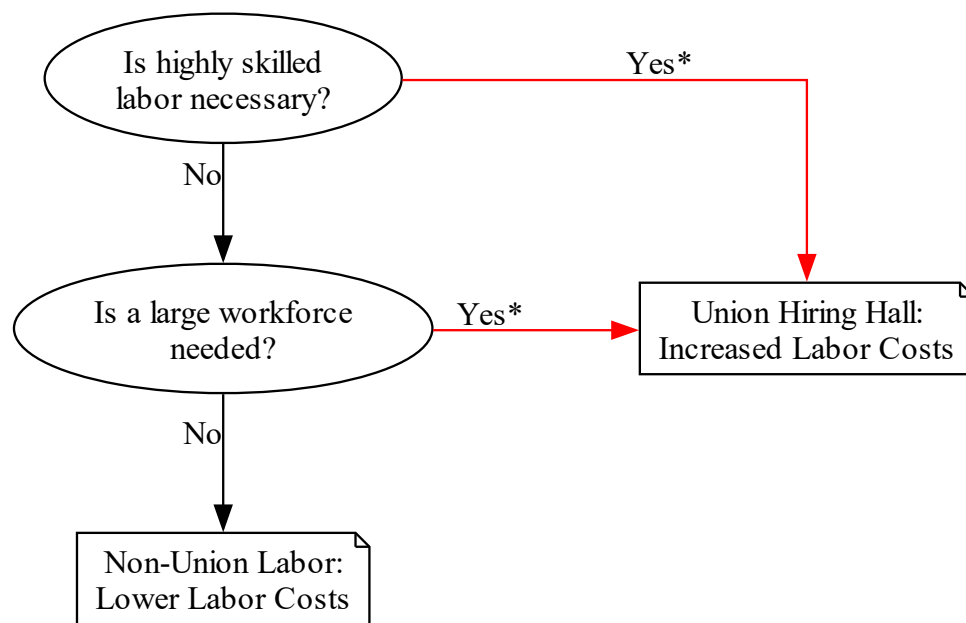 Is highly skilled
labor necessary?
Yes*
No
Is a large workforce
needed?
Yes*
Union Hiring Hall:
Increased Labor Costs
No
Non-Union Labor:
Lower Labor Costs